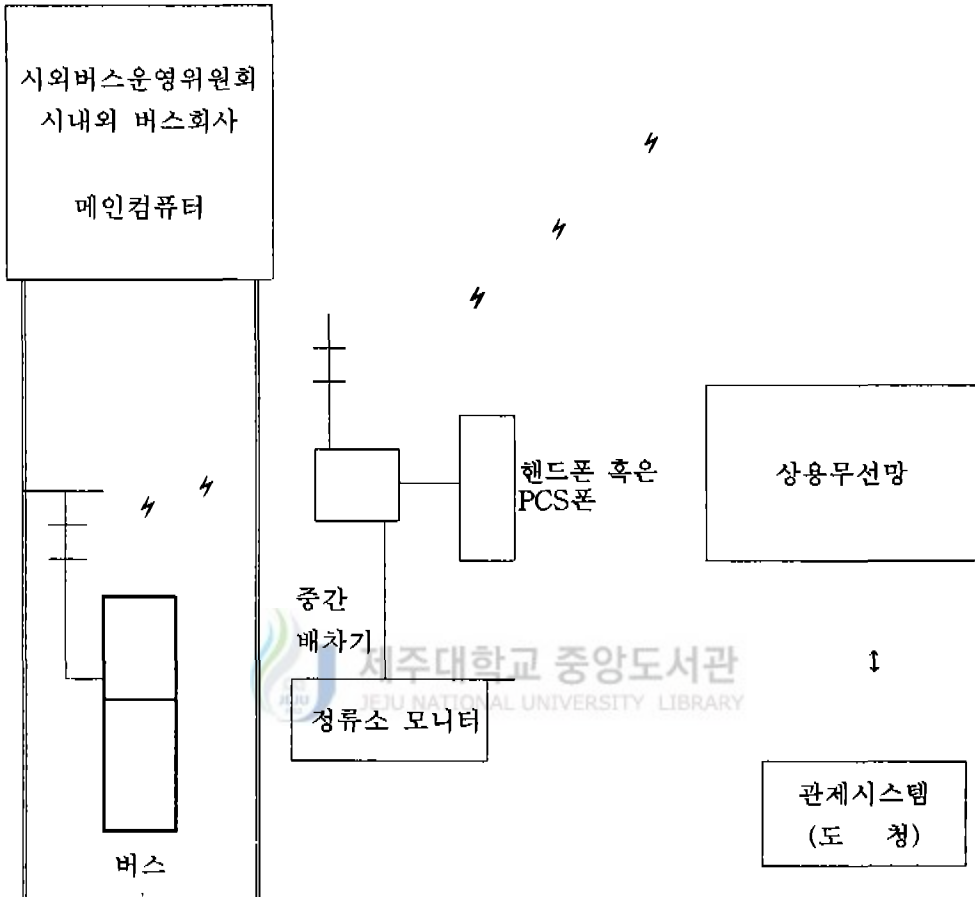 시외버스운영위원회
시내외 버스회사
메인컴퓨터
핸드폰 혹은
PCS폰
상용무선망
중간
배차기
제주대학교 중앙도서관
JEJU NATIONAL UNIVERSITY LIBRARY
정류소 모니터
관제시스템
(도 청)
버스